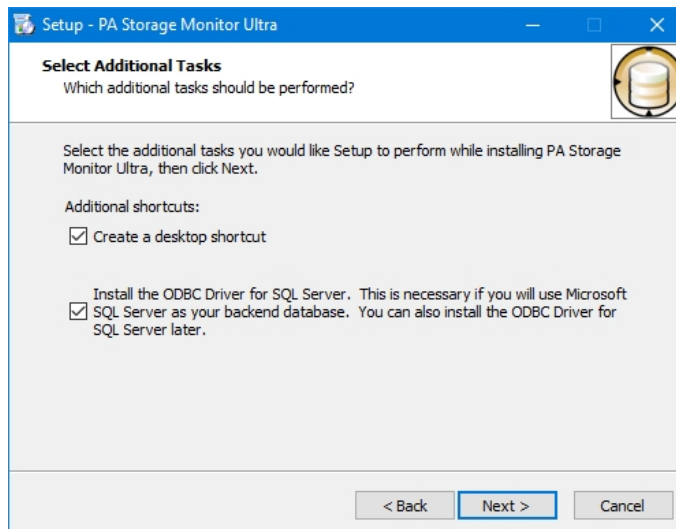 Setup - PA Storage Monitor Ultra
Select Additional Tasks
Which additional tasks should be performed?
Select the additional tasks you would like Setup to perform while installing PA Storage
Monitor Ultra, then click Next.
Additional shortcuts:
Create a desktop shortcut
Install the ODBC Driver for SQL Server.  This is necessary if you will use Microsoft
SQL Server as your backend database.  You can also install the ODBC Driver for
SQL Server later.
< Back
Next >
Cancel